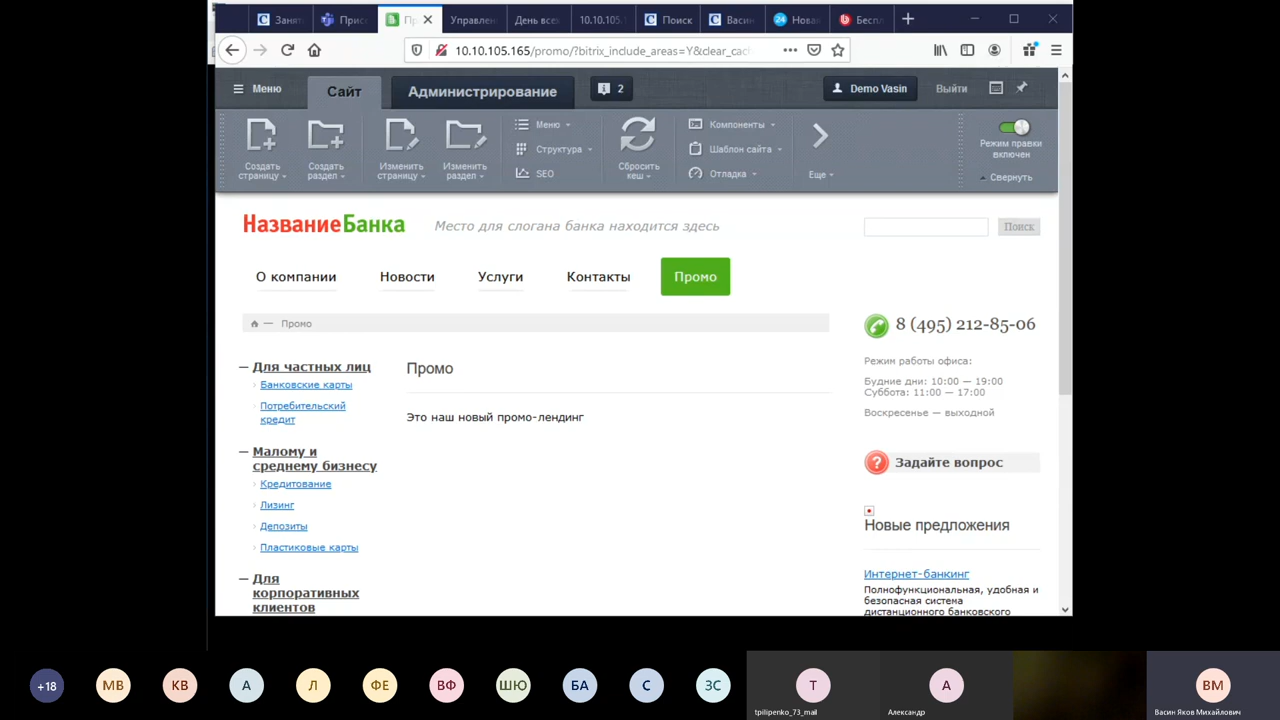 Занят
Присе
П
Управлен
День всев
10.10.105.
Поиск
Васин
24 Нова
Беспл
10.10.105.165/promo/?bitrix_include_areas=Y&clear_cac
Меню
Сайт
Администрирование
2
Demo Vasin
Выйти
Создать страницу
Создать раздел
Изменить страницу
Изменить раздел
Меню
Структура
SEO
Сбросить кеш
Компоненты
Шаблон сайта
Отладка
Еще
Режим правки включен
Свернуть
НазваниеБанка
Место для слогана банка находится здесь
Поиск
О компании
Новости
Услуги
Контакты
Промо
— Промо
8 (495) 212-85-06
Режим работы офиса:
Будние дни: 10:00 — 19:00
Суббота: 11:00 — 17:00
Воскресенье — выходной
— Для частных лиц
Банковские карты
Потребительский
кредит
— Малому и
среднему бизнесу
Кредитование
Лизинг
Депозиты
Пластиковые карты
— Для
корпоративных
клиентов
Промо
Это наш новый промо-лендинг
Задайте вопрос
Новые предложения
Интернет-банкинг
Полнофункциональная, удобная и
безопасная система
дистанционного банковского
+18
МВ
КВ
А
Л
ФЕ
ВФ
ШЮ
БА
С
ЗС
Т
tpilipenko_73_mail
А
Александр
ВМ
Васин Яков Михайлович